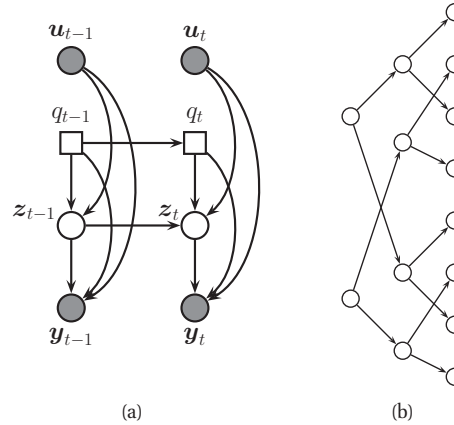 u_{t−1} u_t
q_{t−1} q_t
z_{t−1} z_t
y_{t−1} y_t
(a) (b)